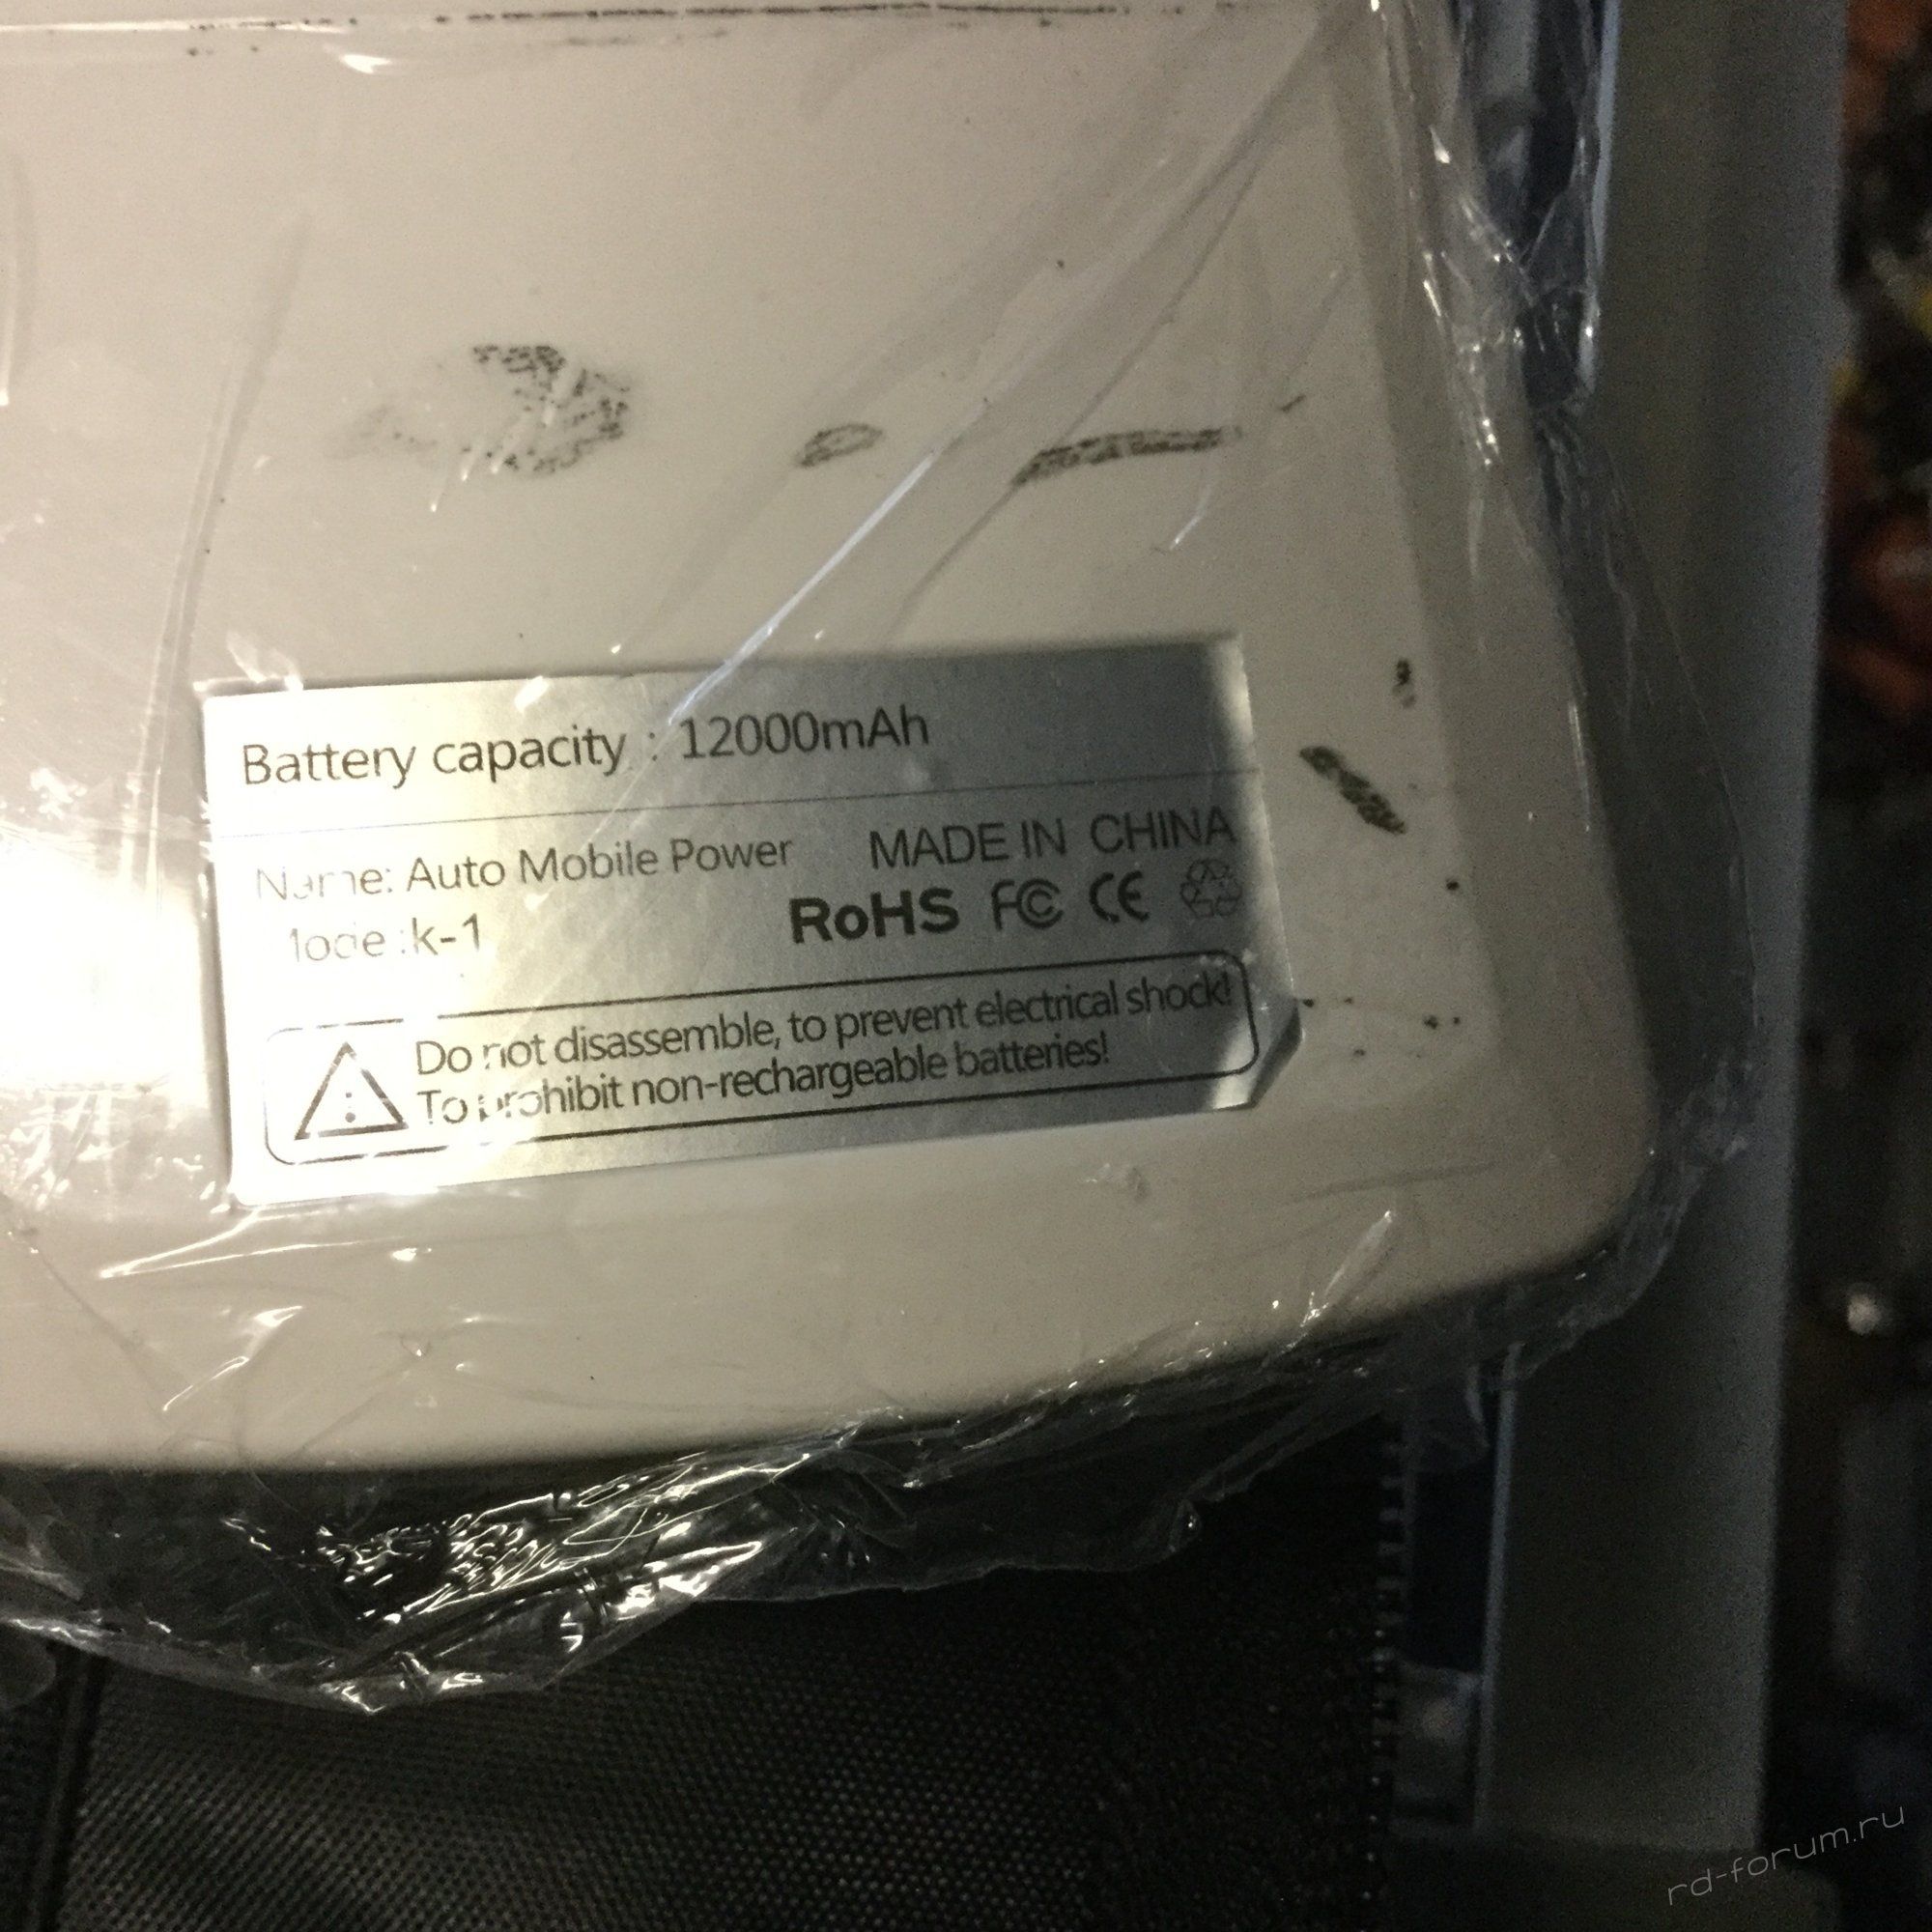 Battery capacity : 12000mAh
Name: Auto Mobile Power
MADE IN CHINA
:k-1
RoHS FC CE
Do not disassemble, to prevent electrical shock!
To prohibit non-rechargeable batteries!
rd-forum.ru